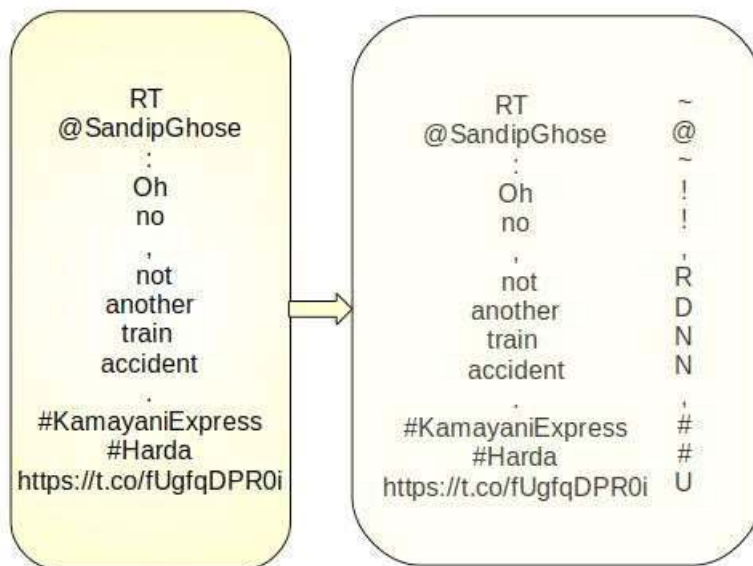 RT
@SandipGhose
:
Oh
no
,
not
another
train
accident
.
#KamayaniExpress
#Harda
https://t.co/fUgfqDPR0i
RT ~
@SandipGhose @
: ~
Oh !
no !
, ,
not R
another D
train N
accident N
. ,
#KamayaniExpress #
#Harda #
https://t.co/fUgfqDPR0i U